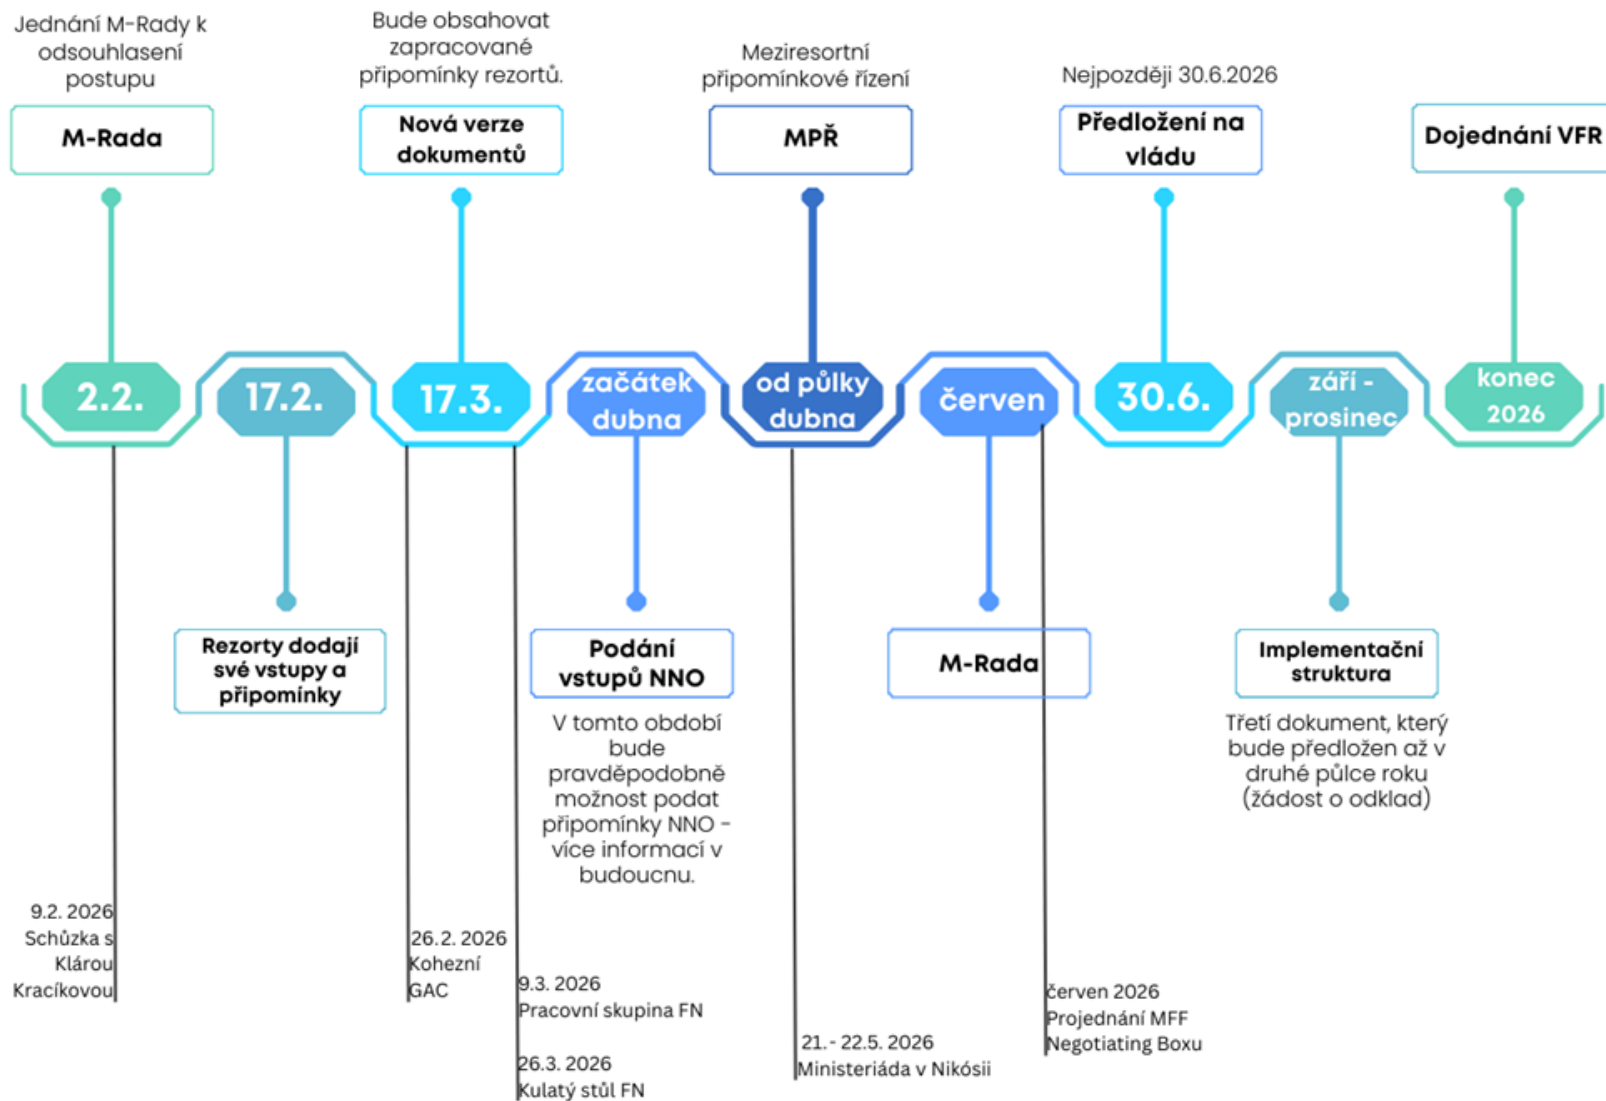 Jednání M-Rady k
odsouhlasení
postupu
M-Rada
Bude obsahovat
zapracované
připomínky rezortů.
Nová verze
dokumentů
Meziresortní
připomínkové řízení
MPŘ
Nejpozději 30.6.2026
Předložení na
vládu
Dojednání VFR
2.2.
17.2.
17.3.
začátek
dubna
od půlky
dubna
červen
30.6.
září -
prosinec
konec
2026
Rezorty dodají
své vstupy a
připomínky
Podání
vstupů NNO
V tomto období
bude
pravděpodobně
možnost podat
připomínky NNO -
více informací v
budoucnu.
M-Rada
Implementační
struktura
Třetí dokument, který
bude předložen až v
druhé půlce roku
(žádost o odklad)
9.2. 2026
Schůzka s
Klárou
Kracíkovou
26.2. 2026
Kohezní
GAC
9.3. 2026
Pracovní skupina FN
26.3. 2026
Kulatý stůl FN
21.- 22.5. 2026
Ministeriáda v Nikósii
červen 2026
Projednání MFF
Negotiating Boxu